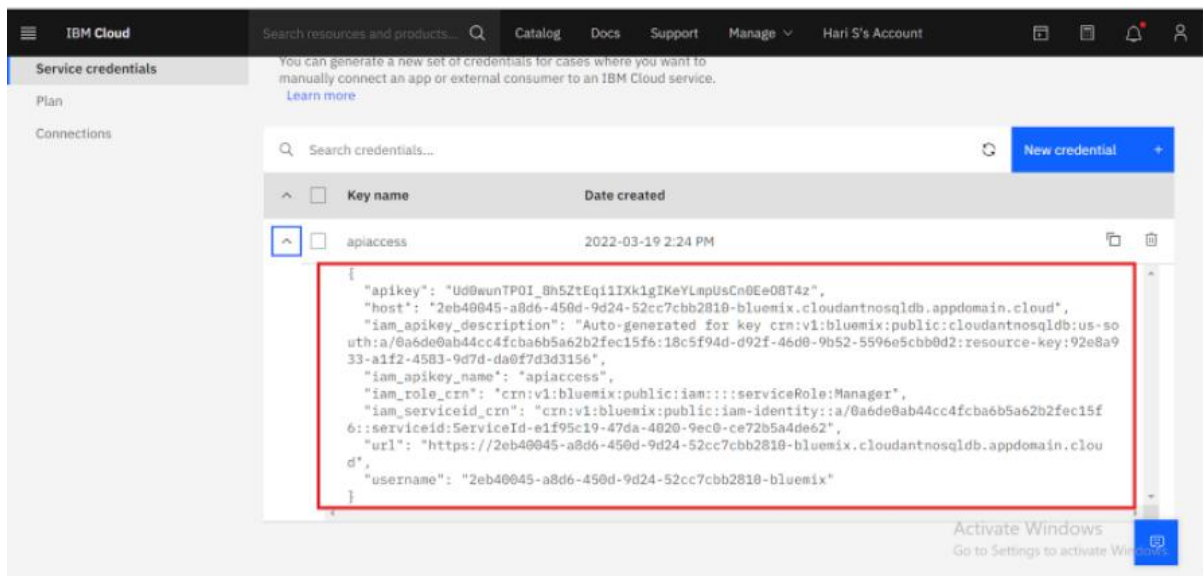 IBM Cloud
Search resources and products...
Catalog
Docs
Support
Manage
Hari S's Account
Service credentials
Plan
Connections
You can generate a new set of credentials for cases where you want to
manually connect an app or external consumer to an IBM Cloud service.
Learn more
Search credentials...
New credential +
Key name
Date created
apiaccess
2022-03-19 2:24 PM
{
"apikey":
"host": "2eb40045-a8d6-450d-9d24-52cc7cbb2810-bluemix.cloudantnosqldb.appdomain.cloud",
"iam_apikey_description": "Auto-generated for key crn:v1:bluemix:public:cloudantnosqldb:us-so
uth:a/0a6de0ab44cc4fcba6b5a62b2fec15f6:18c5f94d-d92f-46d0-9b52-5596e5cbb0d2:resource-key:92e8a9
33-a1f2-4583-9d7d-da0f7d3d3156",
"iam_apikey_name": "apiaccess",
"iam_role_crn": "crn:v1:bluemix:public:iam::::serviceRole:Manager",
"iam_serviceid_crn": "crn:v1:bluemix:public:iam-identity::a/0a6de0ab44cc4fcba6b5a62b2fec15f
6::serviceid:ServiceId-e1f95c19-47da-4020-9ec0-ce72b5a4de62",
"url": "https://2eb40045-a8d6-450d-9d24-52cc7cbb2810-bluemix.cloudantnosqldb.appdomain.clou
d",
"username": "2eb40045-a8d6-450d-9d24-52cc7cbb2810-bluemix"
}
Activate Windows
Go to Settings to activate Windows.